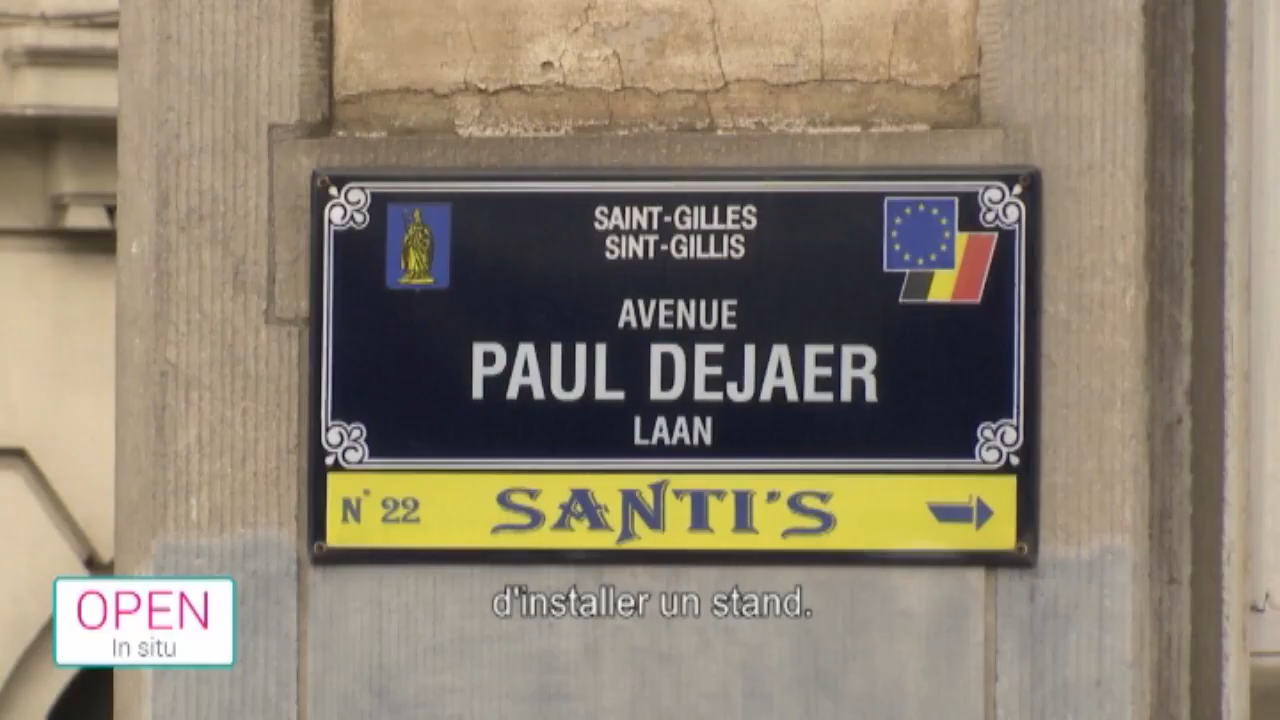 SAINT-GILLES
SINT-GILLIS
AVENUE
PAUL DEJAER
LAAN
N° 22 SANTI'S
d'installer un stand.
OPEN
In situ